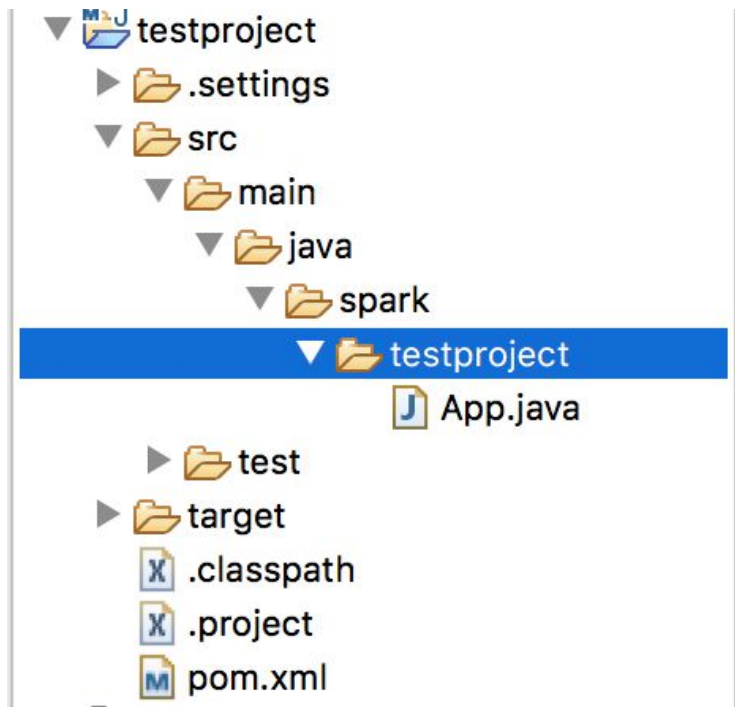 testproject
.settings
src
main
java
spark
testproject
J App.java
test
target
X .classpath
X .project
M pom.xml